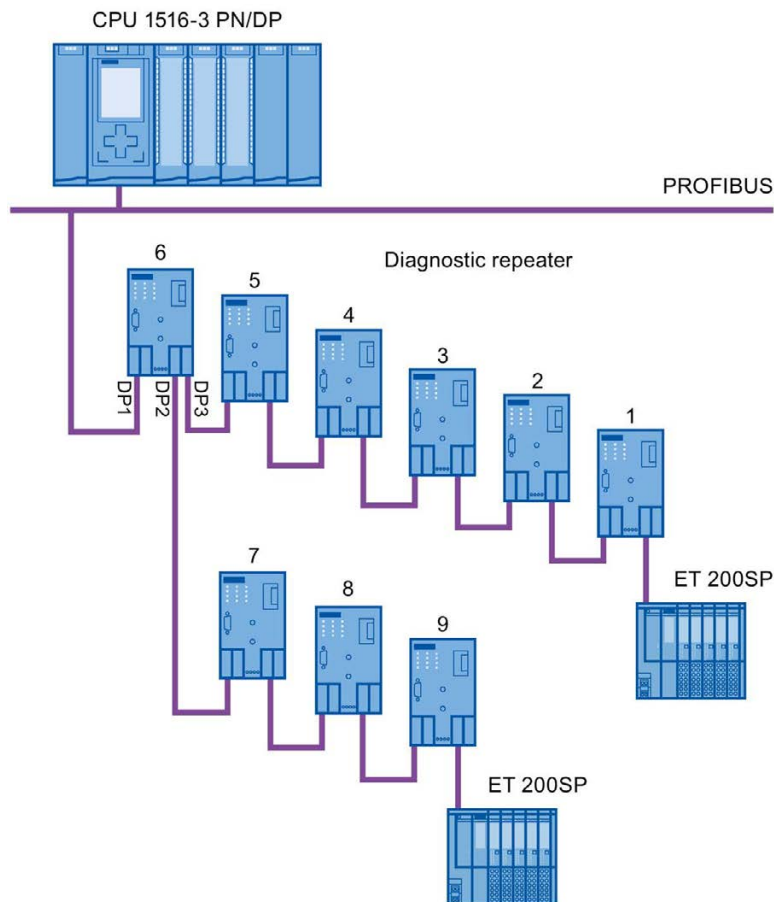 CPU 1516-3 PN/DP
PROFIBUS
Diagnostic repeater
6
5
4
3
2
1
DP1
DP2
DP3
ET 200SP
7
8
9
ET 200SP